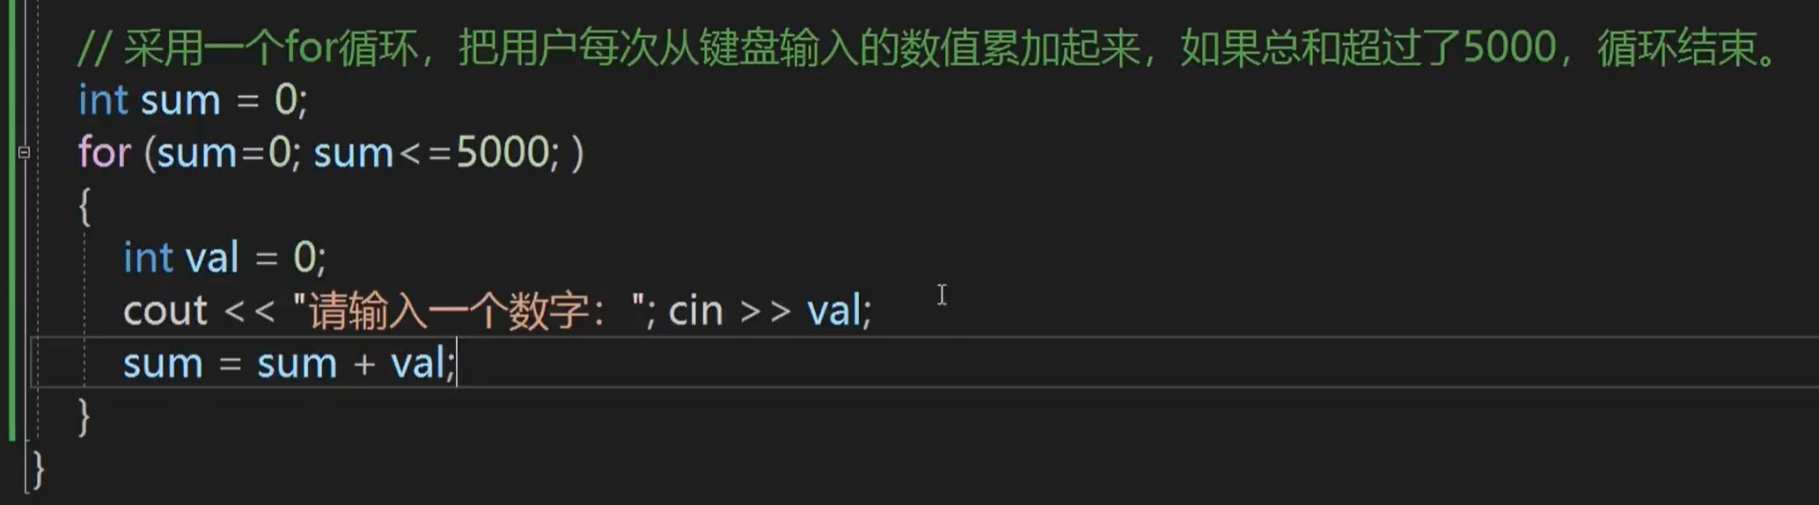 // 采用一个for循环，把用户每次从键盘输入的数值累加起来，如果总和超过了5000，循环结束。
int sum = 0;
for (sum=0; sum<=5000; )
{
int val = 0;
cout << "请输入一个数字："; cin >> val;
sum = sum + val;
}
}